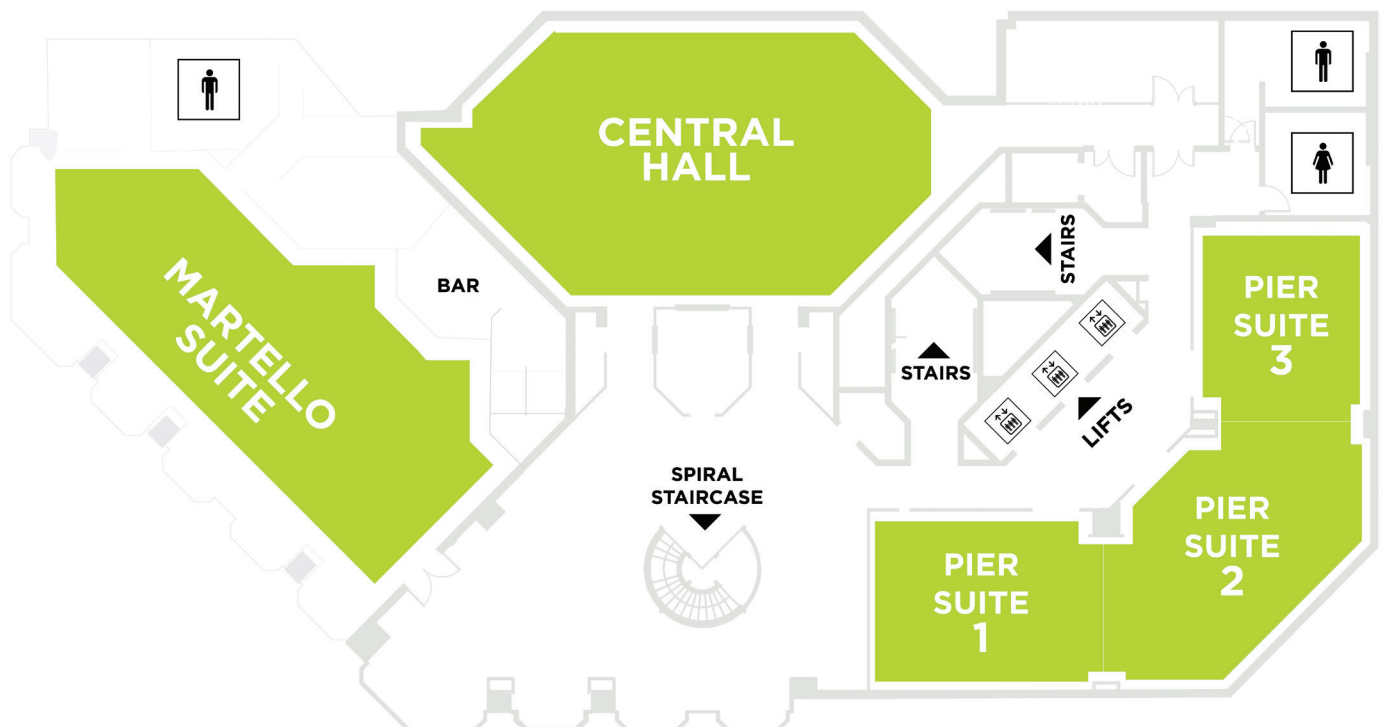 CENTRAL
HALL
MARTELLO
SUITE
BAR
STAIRS
STAIRS
LIFTS
SPIRAL
STAIRCASE
PIER
SUITE
3
PIER
SUITE
2
PIER
SUITE
1